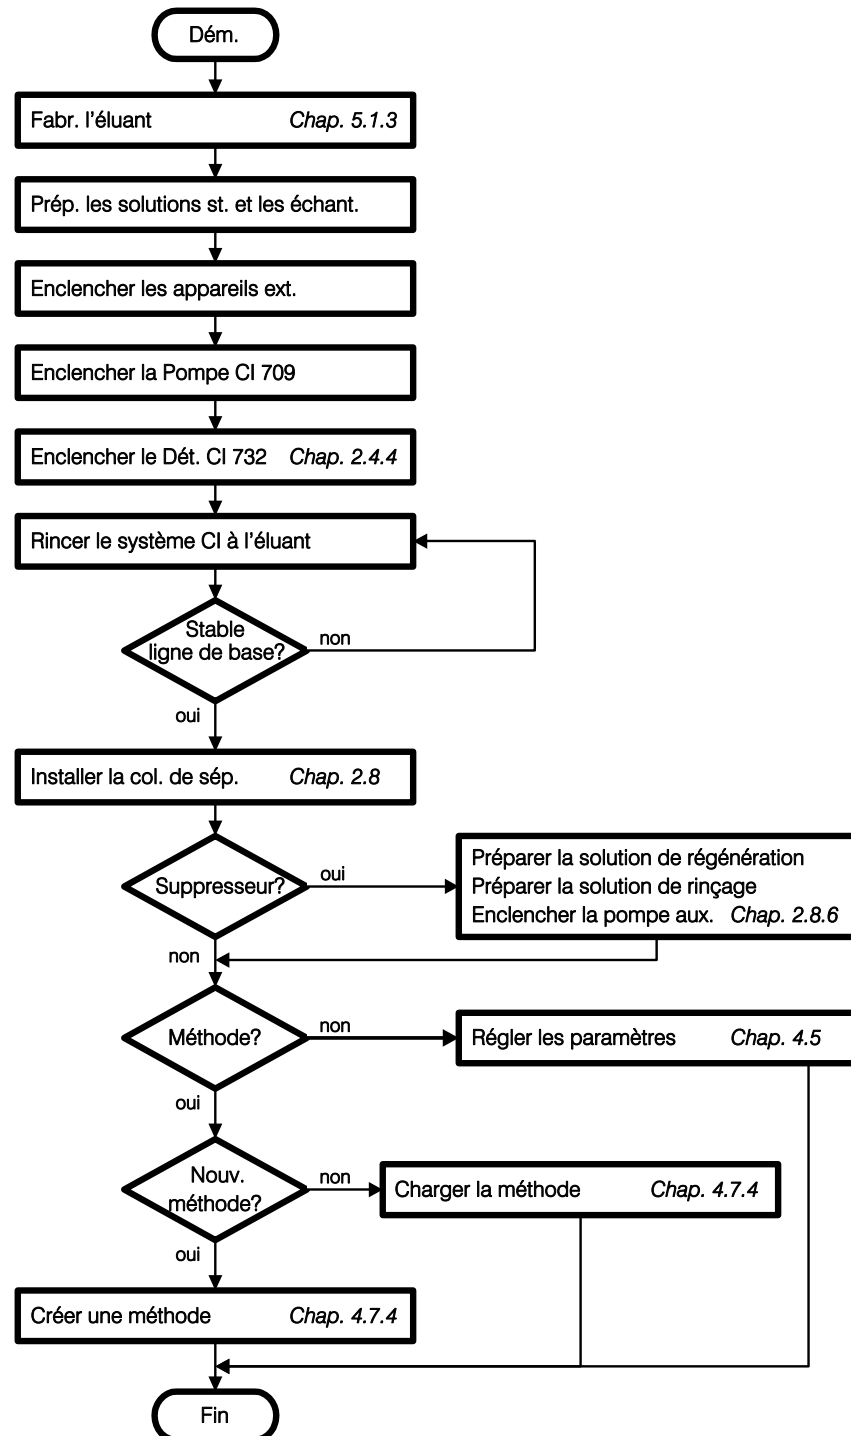 Dém.
Fabr. l'éluant Chap. 5.1.3
Prép. les solutions st. et les échant.
Enclencher les appareils ext.
Enclencher la Pompe CI 709
Enclencher le Dét. CI 732 Chap. 2.4.4
Rincer le système CI à l'éluant
Stable
ligne de base?
non
oui
Installer la col. de sép. Chap. 2.8
Suppresseur?
oui
Préparer la solution de régénération
Préparer la solution de rinçage
Enclencher la pompe aux. Chap. 2.8.6
non
Méthode?
non
Régler les paramètres Chap. 4.5
oui
Nouv.
méthode?
non
Charger la méthode Chap. 4.7.4
oui
Créer une méthode Chap. 4.7.4
Fin